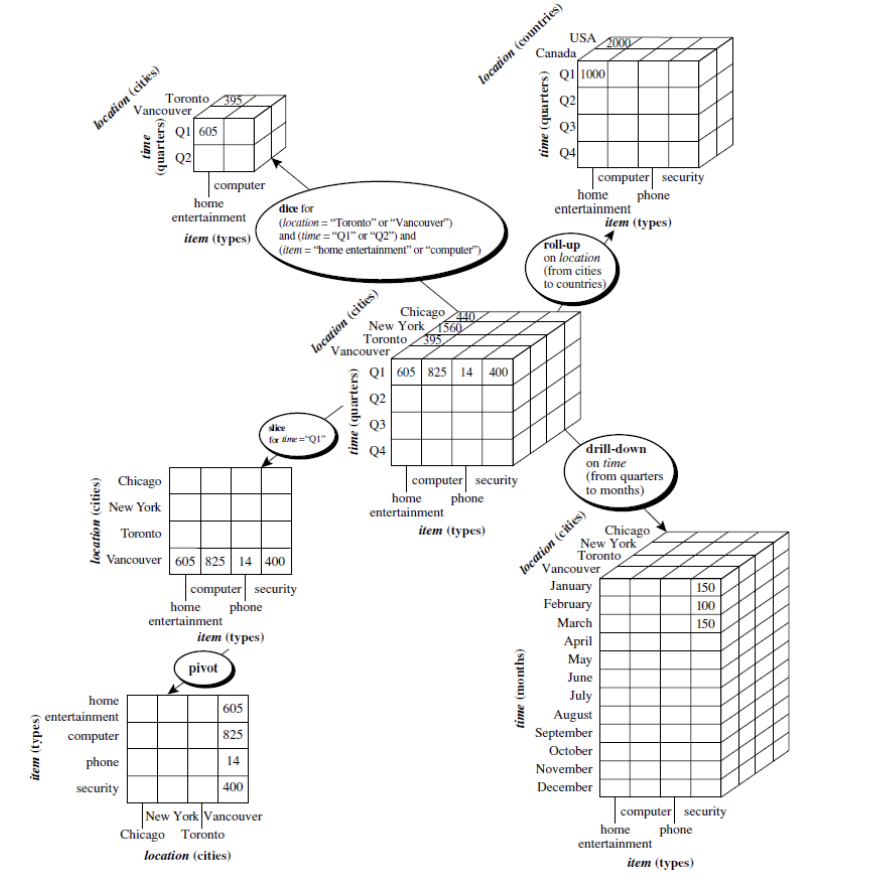 location (countries)
USA 2000
Canada
time (quarters)
Q1 1000
Q2
Q3
Q4
computer security
home phone
entertainment
item (types)
location (cities)
Toronto 395
Vancouver
time
(quarters)
Q1 605
Q2
computer
home
entertainment
item (types)
dice for
(location = “Toronto” or “Vancouver”)
and (time = “Q1” or “Q2”) and
(item = “home entertainment” or “computer”)
roll-up
on location
(from cities
to countries)
location (cities)
Chicago 440
New York 1560
Toronto 395
Vancouver
time (quarters)
Q1 605 825 14 400
Q2
Q3
Q4
computer security
home phone
entertainment
item (types)
slice
for time =“Q1”
drill-down
on time
(from quarters
to months)
location (cities)
Chicago
New York
Toronto
Vancouver 605 825 14 400
computer security
home phone
entertainment
item (types)
pivot
item (types)
home
entertainment 605
computer 825
phone 14
security 400
New York Vancouver
Chicago Toronto
location (cities)
location (cities)
Chicago
New York
Toronto
Vancouver
time (months)
January 150
February 100
March 150
April
May
June
July
August
September
October
November
December
computer security
home phone
entertainment
item (types)